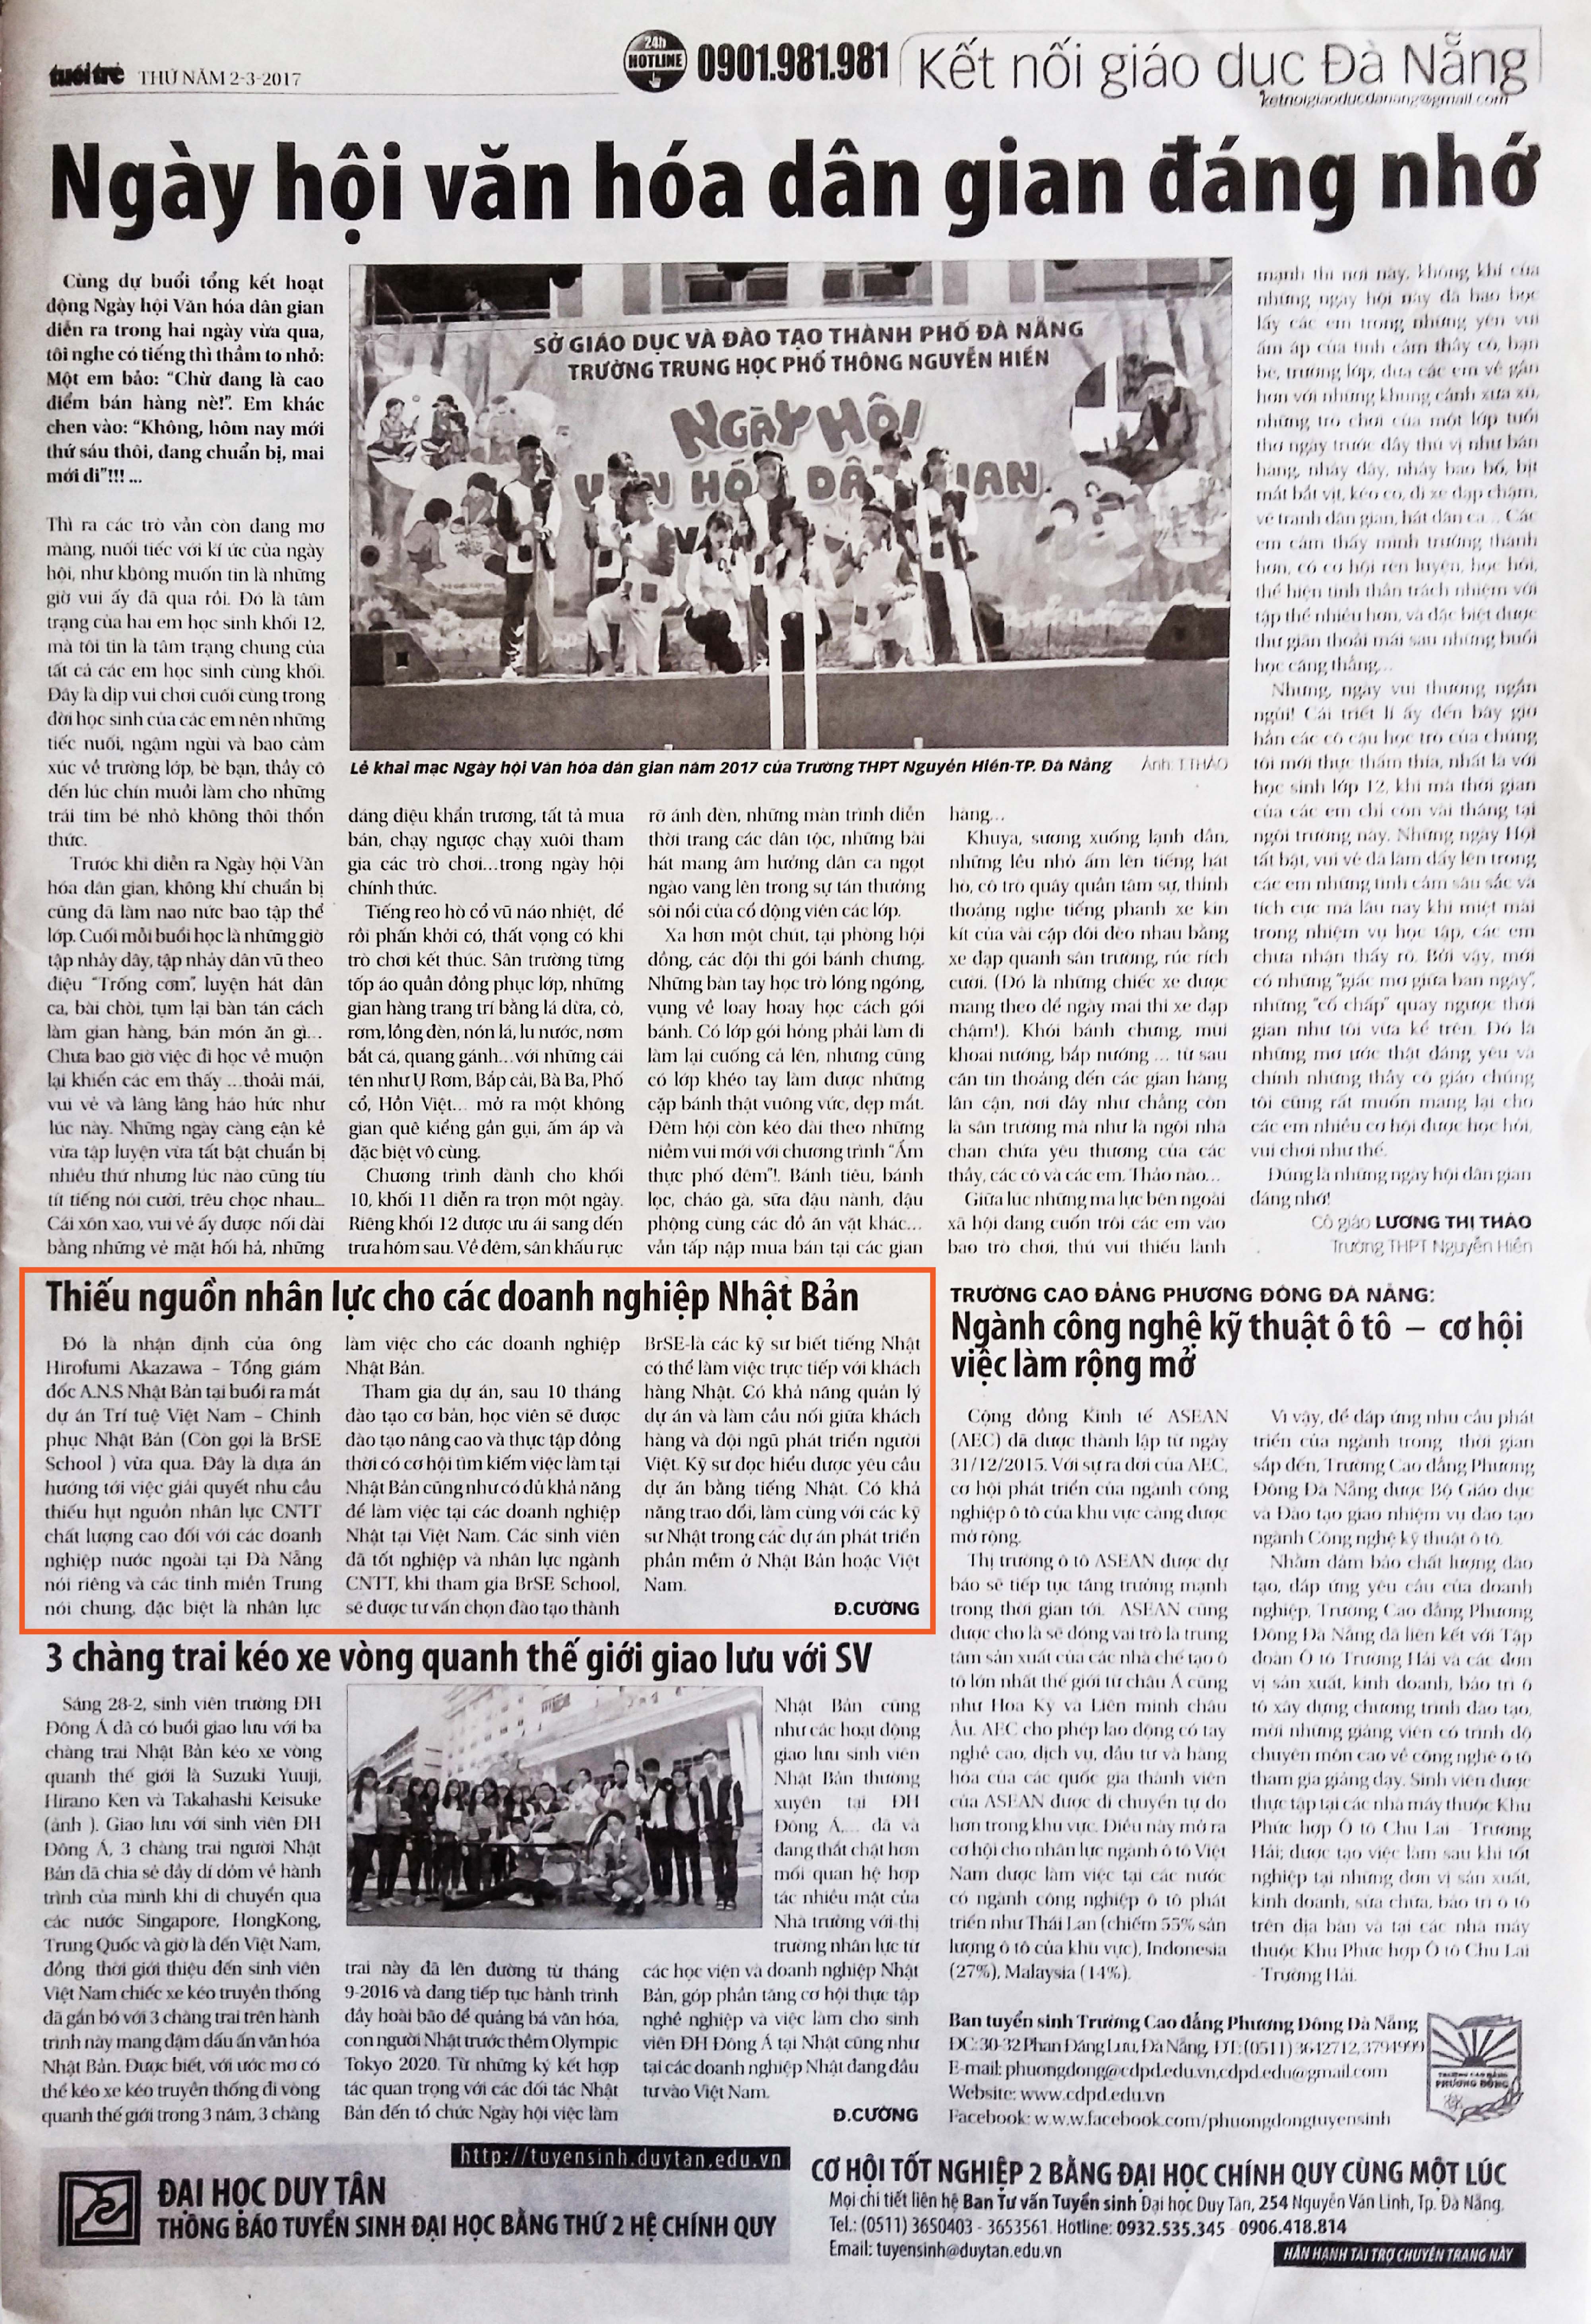 tuổi trẻ THỨ NĂM 2-3-2017
24h
HOTLINE
0901.981.981
Kết nối giáo dục Đà Nẵng
ketnoigiaoducdanang@gmail.com
Ngày hội văn hóa dân gian đáng nhớ
Cùng dự buổi tổng kết hoạt
động Ngày hội Văn hóa dân gian
diễn ra trong hai ngày vừa qua,
tôi nghe có tiếng thì thầm to nhỏ:
Một em bảo: “Chừ đang là cao
điểm bán hàng nè!”. Em khác
chen vào: “Không, hôm nay mới
thứ sáu thôi, đang chuẩn bị, mai
mới đi”!!! ...
Thì ra các trò vẫn còn đang mơ
màng, nuối tiếc với kí ức của ngày
hội, như không muốn tin là những
giờ vui ấy đã qua rồi. Đó là tâm
trạng của hai em học sinh khối 12,
mà tôi tin là tâm trạng chung của
tất cả các em học sinh cùng khối.
Đây là dịp vui chơi cuối cùng trong
đời học sinh của các em nên những
tiếc nuối, ngậm ngùi và bao cảm
xúc về trường lớp, bè bạn, thầy cô
đến lúc chín muồi làm cho những
trái tim bé nhỏ không thôi thổn
thức.
Trước khi diễn ra Ngày hội Văn
hóa dân gian, không khí chuẩn bị
cũng đã làm nao nức bao tập thể
lớp. Cuối mỗi buổi học là những giờ
tập nhảy dây, tập nhảy dân vũ theo
điệu “Trống cơm”, luyện hát dân
ca, bài chòi, tụm lại bàn tán cách
làm gian hàng, bán món ăn gì...
Chưa bao giờ việc đi học về muộn
lại khiến các em thấy ...thoải mái,
vui vẻ và lâng lâng háo hức như
lúc này. Những ngày càng cận kề
vừa tập luyện vừa tất bật chuẩn bị
nhiều thứ nhưng lúc nào cũng tíu
tít tiếng nói cười, trêu chọc nhau...
Cái xôn xao, vui vẻ ấy được nối dài
bằng những vẻ mặt hối hả, những
SỞ GIÁO DỤC VÀ ĐÀO TẠO THÀNH PHỐ ĐÀ NẴNG
TRƯỜNG TRUNG HỌC PHỔ THÔNG NGUYỄN HIỀN
NGÀY HỘI
VĂN HÓA DÂN GIAN
Lễ khai mạc Ngày hội Văn hóa dân gian năm 2017 của Trường THPT Nguyễn Hiền-TP. Đà Nẵng Ảnh: T.THẢO
dáng điệu khẩn trương, tất tả mua
bán, chạy ngược chạy xuôi tham
gia các trò chơi...trong ngày hội
chính thức.
Tiếng reo hò cổ vũ náo nhiệt, để
rồi phấn khởi có, thất vọng có khi
trò chơi kết thúc. Sân trường từng
tốp áo quần đồng phục lớp, những
gian hàng trang trí bằng lá dừa, cỏ,
rơm, lồng đèn, nón lá, lu nước, nơm
bắt cá, quang gánh...với những cái
tên như Ụ Rơm, Bắp cải, Bà Ba, Phố
cổ, Hồn Việt... mở ra một không
gian quê kiểng gần gụi, ấm áp và
đặc biệt vô cùng.
Chương trình dành cho khối
10, khối 11 diễn ra trọn một ngày.
Riêng khối 12 được ưu ái sang đến
trưa hôm sau. Về đêm, sân khấu rực
rỡ ánh đèn, những màn trình diễn
thời trang các dân tộc, những bài
hát mang âm hưởng dân ca ngọt
ngào vang lên trong sự tán thưởng
sôi nổi của cổ động viên các lớp.
Xa hơn một chút, tại phòng hội
đồng, các đội thi gói bánh chưng.
Những bàn tay học trò lóng ngóng,
vụng về loay hoay học cách gói
bánh. Có lớp gói hỏng phải làm đi
làm lại cuống cả lên, nhưng cũng
có lớp khéo tay làm được những
cặp bánh thật vuông vức, đẹp mắt.
Đêm hội còn kéo dài theo những
niềm vui mới với chương trình “Ẩm
thực phố đêm”!. Bánh tiêu, bánh
lọc, cháo gà, sữa đậu nành, đậu
phộng cùng các đồ ăn vặt khác...
vẫn tấp nập mua bán tại các gian
hàng...
Khuya, sương xuống lạnh dần,
những lều nhỏ ấm lên tiếng hát
hò, cô trò quây quần tâm sự, thỉnh
thoảng nghe tiếng phanh xe kin
kít của vài cặp đôi đèo nhau bằng
xe đạp quanh sân trường, rúc rích
cười. (Đó là những chiếc xe được
mang theo để ngày mai thi xe đạp
chậm!). Khói bánh chưng, mùi
khoai nướng, bắp nướng ... từ sau
căn tin thoảng đến các gian hàng
lân cận, nơi đây như chẳng còn
là sân trường mà như là ngôi nhà
chan chứa yêu thương của các
thầy, các cô và các em. Thảo nào...
Giữa lúc những ma lực bên ngoài
xã hội đang cuốn trôi các em vào
bao trò chơi, thú vui thiếu lành
mạnh thì nơi này, không khí của
những ngày hội này đã bao bọc
lấy các em trong những yên vui
ấm áp của tình cảm thầy cô, bạn
bè, trường lớp; đưa các em về gần
hơn với những khung cảnh xưa xũ,
những trò chơi của một lớp tuổi
thơ ngày trước đây thú vị như bán
hàng, nhảy dây, nhảy bao bố, bịt
mắt bắt vịt, kéo co, đi xe đạp chậm,
vẽ tranh dân gian, hát dân ca... Các
em cảm thấy mình trưởng thành
hơn, có cơ hội rèn luyện, học hỏi,
thể hiện tinh thần trách nhiệm với
tập thể nhiều hơn, và đặc biệt được
thư giãn thoải mái sau những buổi
học căng thẳng...
Nhưng, ngày vui thường ngắn
ngủi! Cái triết lí ấy đến bây giờ
hẳn các cô cậu học trò của chúng
tôi mới thực thấm thía, nhất là với
học sinh lớp 12, khi mà thời gian
của các em chỉ còn vài tháng tại
ngôi trường này. Những ngày Hội
tất bật, vui vẻ đã làm dấy lên trong
các em những tình cảm sâu sắc và
tích cực mà lâu nay khi miệt mài
trong nhiệm vụ học tập, các em
chưa nhận thấy rõ. Bởi vậy, mới
có những “giấc mơ giữa ban ngày”,
những “cố chấp” quay ngược thời
gian như tôi vừa kể trên. Đó là
những mơ ước thật đáng yêu và
chính những thầy cô giáo chúng
tôi cũng rất muốn mang lại cho
các em nhiều cơ hội được học hỏi,
vui chơi như thế.
Đúng là những ngày hội dân gian
đáng nhớ!
Cô giáo LƯƠNG THỊ THẢO
Trường THPT Nguyễn Hiền
Thiếu nguồn nhân lực cho các doanh nghiệp Nhật Bản
Đó là nhận định của ông
Hirofumi Akazawa – Tổng giám
đốc A.N.S Nhật Bản tại buổi ra mắt
dự án Trí tuệ Việt Nam – Chinh
phục Nhật Bản (Còn gọi là BrSE
School ) vừa qua. Đây là dựa án
hướng tới việc giải quyết nhu cầu
thiếu hụt nguồn nhân lực CNTT
chất lượng cao đối với các doanh
nghiệp nước ngoài tại Đà Nẵng
nói riêng và các tỉnh miền Trung
nói chung, đặc biệt là nhân lực
làm việc cho các doanh nghiệp
Nhật Bản.
Tham gia dự án, sau 10 tháng
đào tạo cơ bản, học viên sẽ được
đào tạo nâng cao và thực tập đồng
thời có cơ hội tìm kiếm việc làm tại
Nhật Bản cũng như có đủ khả năng
để làm việc tại các doanh nghiệp
Nhật tại Việt Nam. Các sinh viên
đã tốt nghiệp và nhân lực ngành
CNTT, khi tham gia BrSE School,
sẽ được tư vấn chọn đào tạo thành
BrSE-là các kỹ sư biết tiếng Nhật
có thể làm việc trực tiếp với khách
hàng Nhật. Có khả năng quản lý
dự án và làm cầu nối giữa khách
hàng và đội ngũ phát triển người
Việt. Kỹ sư đọc hiểu được yêu cầu
dự án bằng tiếng Nhật. Có khả
năng trao đổi, làm cùng với các kỹ
sư Nhật trong các dự án phát triển
phần mềm ở Nhật Bản hoặc Việt
Nam.
Đ.CƯỜNG
3 chàng trai kéo xe vòng quanh thế giới giao lưu với SV
Sáng 28-2, sinh viên trường ĐH
Đông Á đã có buổi giao lưu với ba
chàng trai Nhật Bản kéo xe vòng
quanh thế giới là Suzuki Yuuji,
Hirano Ken và Takahashi Keisuke
(ảnh ). Giao lưu với sinh viên ĐH
Đông Á, 3 chàng trai người Nhật
Bản đã chia sẻ đầy dí dỏm về hành
trình của mình khi di chuyển qua
các nước Singapore, HongKong,
Trung Quốc và giờ là đến Việt Nam,
đồng thời giới thiệu đến sinh viên
Việt Nam chiếc xe kéo truyền thống
đã gắn bó với 3 chàng trai trên hành
trình này mang đậm dấu ấn văn hóa
Nhật Bản. Được biết, với ước mơ có
thể kéo xe kéo truyền thống đi vòng
quanh thế giới trong 3 năm, 3 chàng
trai này đã lên đường từ tháng
9-2016 và đang tiếp tục hành trình
đầy hoài bão để quảng bá văn hóa,
con người Nhật trước thềm Olympic
Tokyo 2020. Từ những ký kết hợp
tác quan trọng với các đối tác Nhật
Bản đến tổ chức Ngày hội việc làm
Nhật Bản cũng
như các hoạt động
giao lưu sinh viên
Nhật Bản thường
xuyên tại ĐH
Đông Á,... đã và
đang thắt chặt hơn
mối quan hệ hợp
tác nhiều mặt của
Nhà trường với thị
trường nhân lực từ
các học viện và doanh nghiệp Nhật
Bản, góp phần tăng cơ hội thực tập
nghề nghiệp và việc làm cho sinh
viên ĐH Đông Á tại Nhật cũng như
tại các doanh nghiệp Nhật đang đầu
tư vào Việt Nam.
Đ.CƯỜNG
TRƯỜNG CAO ĐẲNG PHƯƠNG ĐÔNG ĐÀ NẴNG:
Ngành công nghệ kỹ thuật ô tô – cơ hội
việc làm rộng mở
Cộng đồng Kinh tế ASEAN
(AEC) đã được thành lập từ ngày
31/12/2015. Với sự ra đời của AEC,
cơ hội phát triển của ngành công
nghiệp ô tô của khu vực càng được
mở rộng.
Thị trường ô tô ASEAN được dự
báo sẽ tiếp tục tăng trưởng mạnh
trong thời gian tới. ASEAN cũng
được cho là sẽ đóng vai trò là trung
tâm sản xuất của các nhà chế tạo ô
tô lớn nhất thế giới từ châu Á cũng
như Hoa Kỳ và Liên minh châu
Âu. AEC cho phép lao động có tay
nghề cao, dịch vụ, đầu tư và hàng
hóa của các quốc gia thành viên
của ASEAN được di chuyển tự do
hơn trong khu vực. Điều này mở ra
cơ hội cho nhân lực ngành ô tô Việt
Nam được làm việc tại các nước
có ngành công nghiệp ô tô phát
triển như Thái Lan (chiếm 55% sản
lượng ô tô của khu vực), Indonesia
(27%), Malaysia (14%).
Vì vậy, để đáp ứng nhu cầu phát
triển của ngành trong thời gian
sắp đến, Trường Cao đẳng Phương
Đông Đà Nẵng được Bộ Giáo dục
và Đào tạo giao nhiệm vụ đào tạo
ngành Công nghệ kỹ thuật ô tô.
Nhằm đảm bảo chất lượng đào
tạo, đáp ứng yêu cầu của doanh
nghiệp, Trường Cao đẳng Phương
Đông Đà Nẵng đã liên kết với Tập
đoàn Ô tô Trường Hải và các đơn
vị sản xuất, kinh doanh, bảo trì ô
tô xây dựng chương trình đào tạo,
mời những giảng viên có trình độ
chuyên môn cao về công nghệ ô tô
tham gia giảng dạy. Sinh viên được
thực tập tại các nhà máy thuộc Khu
Phức hợp Ô tô Chu Lai - Trường
Hải; được tạo việc làm sau khi tốt
nghiệp tại những đơn vị sản xuất,
kinh doanh, sửa chữa, bảo trì ô tô
trên địa bàn và tại các nhà máy
thuộc Khu Phức hợp Ô tô Chu Lai
- Trường Hải.
Ban tuyển sinh Trường Cao đẳng Phương Đông Đà Nẵng
ĐC: 30-32 Phan Đăng Lưu, Đà Nẵng, ĐT: (0511) 3642712, 3794999
E-mail: phuongdong@cdpd.edu.vn,cdpd.edu@gmail.com
Website: www.cdpd.edu.vn
Facebook: w.w.w.facebook.com/phuongdongtuyensinh
TRƯỜNG CAO ĐẲNG
PHƯƠNG ĐÔNG
http://tuyensinh.duytan.edu.vn
ĐẠI HỌC DUY TÂN
THÔNG BÁO TUYỂN SINH ĐẠI HỌC BẰNG THỨ 2 HỆ CHÍNH QUY
CƠ HỘI TỐT NGHIỆP 2 BẰNG ĐẠI HỌC CHÍNH QUY CÙNG MỘT LÚC
Mọi chi tiết liên hệ Ban Tư vấn Tuyển sinh Đại học Duy Tân, 254 Nguyễn Văn Linh, Tp. Đà Nẵng.
Tel.: (0511) 3650403 - 3653561 Hotline: 0932.535.345 - 0906.418.814
Email: tuyensinh@duytan.edu.vn
HÂN HẠNH TÀI TRỢ CHUYÊN TRANG NÀY